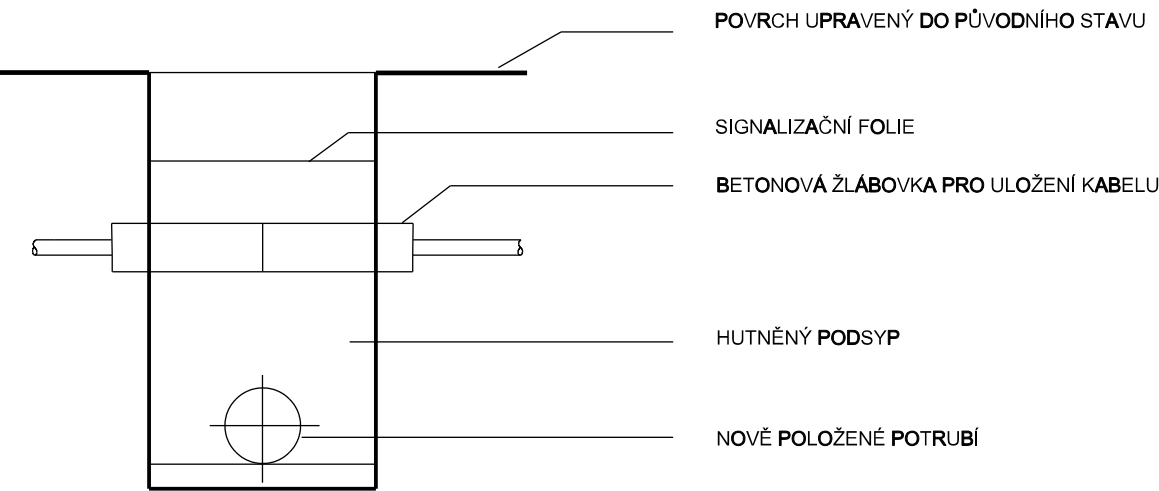 POVRCH UPRAVENÝ DO PŮVODNÍHO STAVU
SIGNALIZAČNÍ FOLIE
BETONOVÁ ŽLÁBOVKA PRO ULOŽENÍ KABELU
HUTNĚNÝ PODSYP
NOVĚ POLOŽENÉ POTRUBÍ